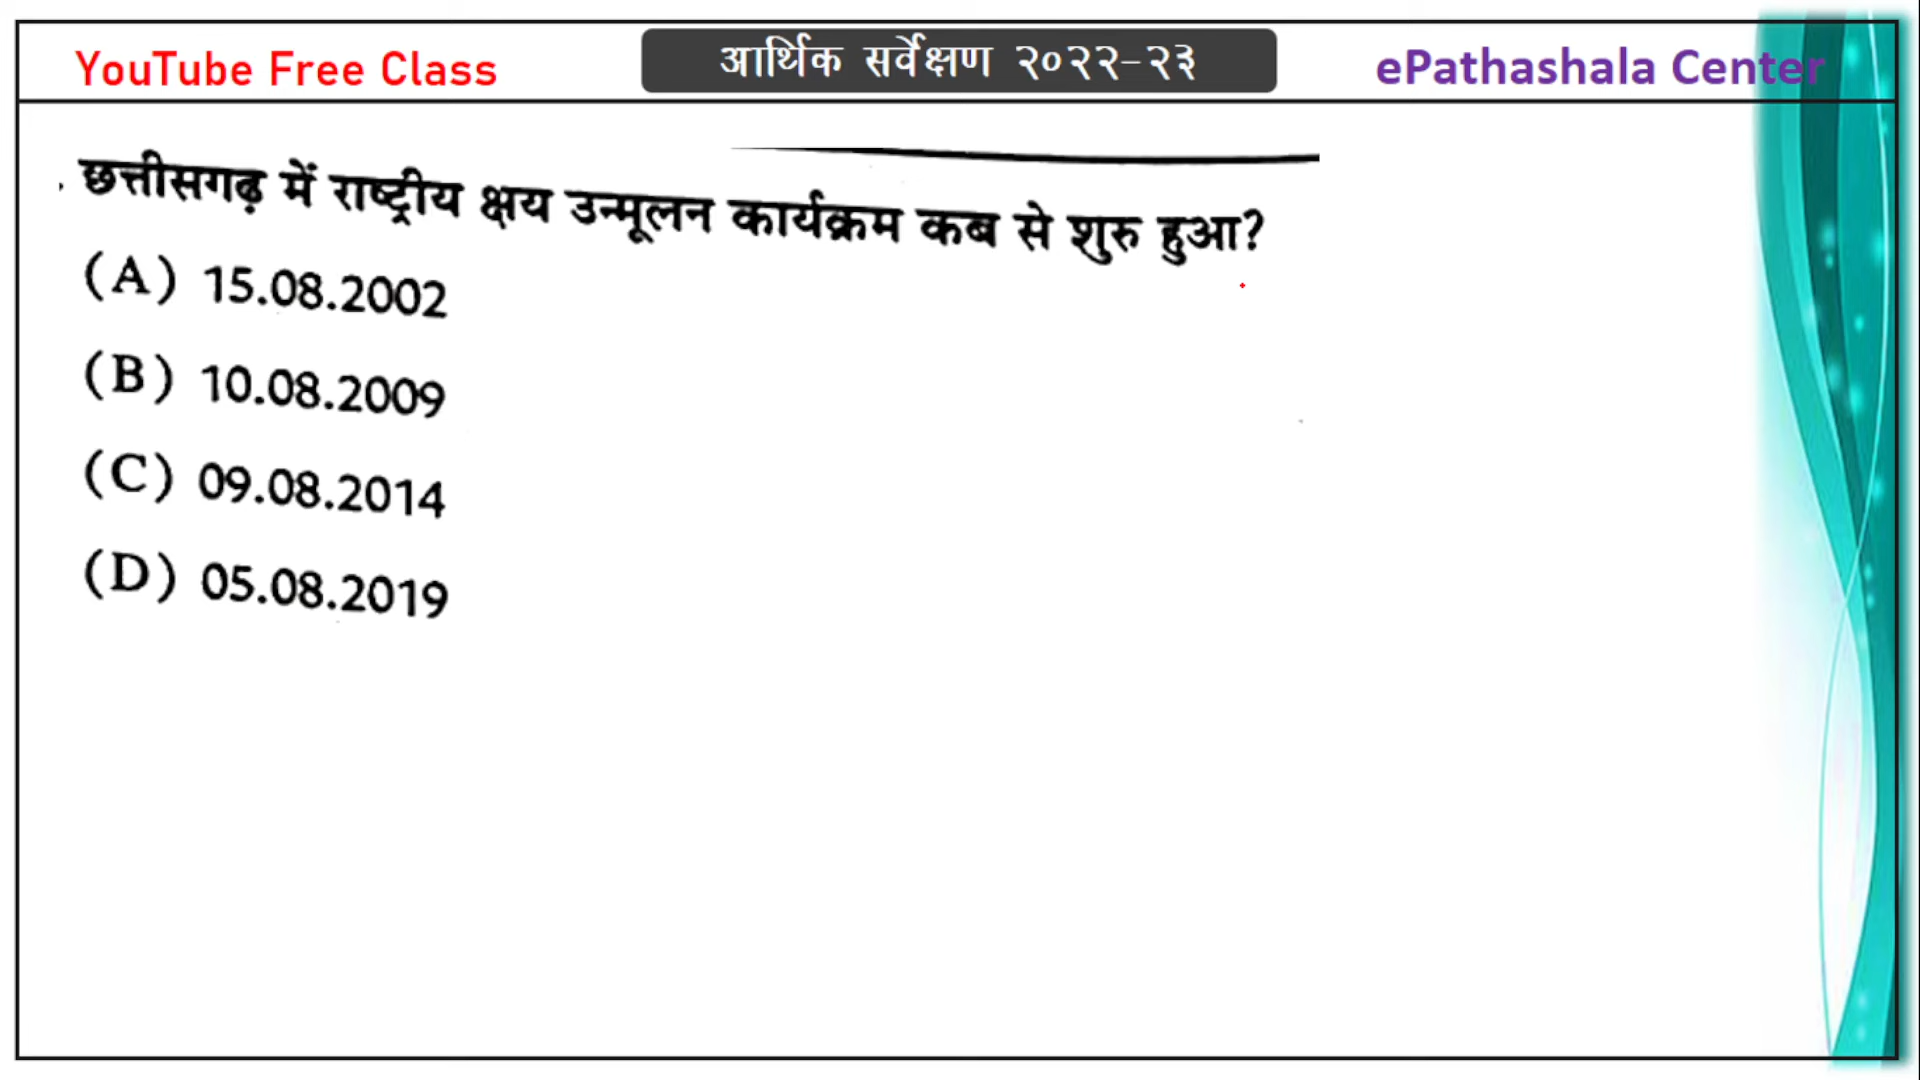 YouTube Free Class
आर्थिक सर्वेक्षण २०२२-२३
ePathashala Center
छत्तीसगढ़ में राष्ट्रीय क्षय उन्मूलन कार्यक्रम कब से शुरु हुआ?
(A) 15.08.2002
(B) 10.08.2009
(C) 09.08.2014
(D) 05.08.2019